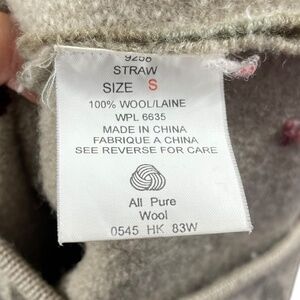 9258
STRAW
SIZE S
100% WOOL/LAINE
WPL 6635
MADE IN CHINA
FABRIQUE A CHINA
SEE REVERSE FOR CARE
All Pure
Wool
0545 HK 83W